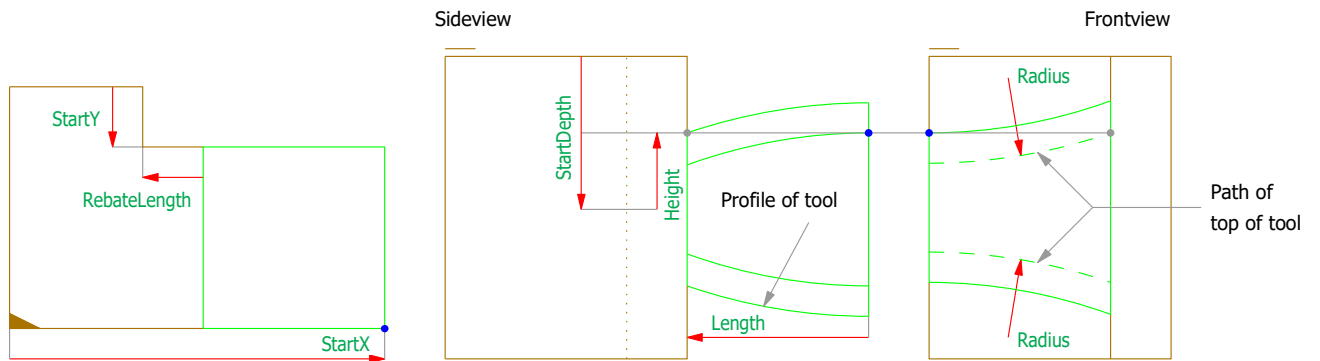 Sideview
Frontview
StartY
RebateLength
StartX
StartDepth
Height
Profile of tool
Length
Radius
Radius
Path of
top of tool